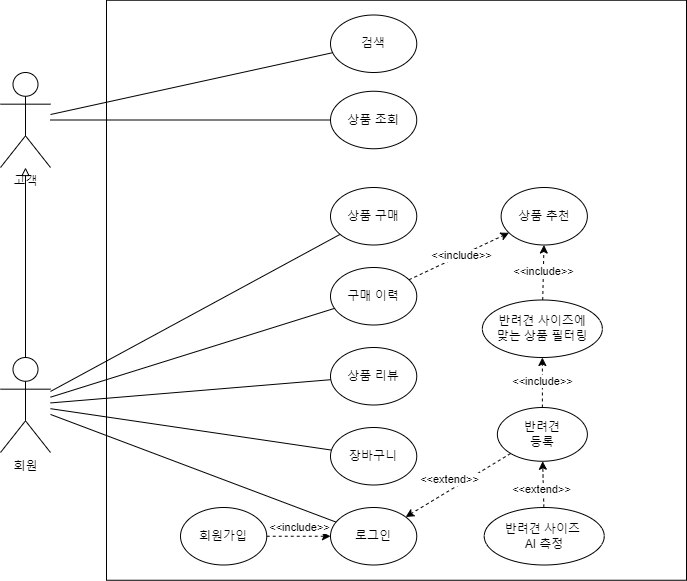 검색
상품 조회
고객
상품 구매
상품 추천
<<include>>
<<include>>
구매 이력
반려견 사이즈에
맞는 상품 필터링
상품 리뷰
<<include>>
반려견
등록
장바구니
회원
<<extend>>
<<extend>>
회원가입
<<include>>
로그인
반려견 사이즈
AI 측정